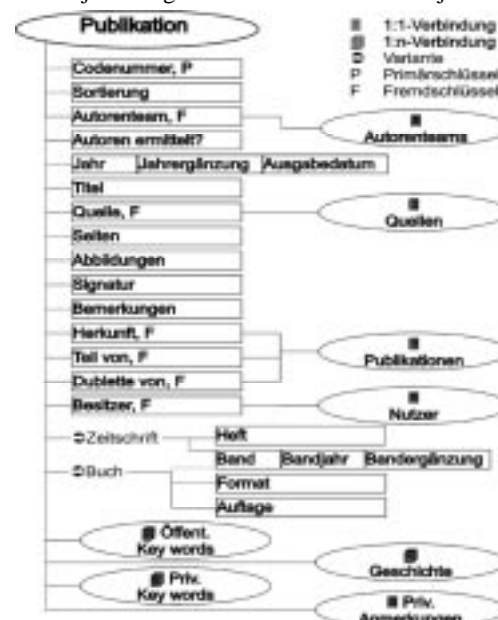 Publikation
1:1-Verbindung
1:n-Verbindung
Variante
P Primärschlüssel
F Fremdschlüssel
Codenummer, P
Sortierung
Autorenteam, F
Autorenteams
Autoren ermittelt?
Jahr Jahrergänzung Ausgabedatum
Titel
Quelle, F
Quellen
Seiten
Abbildungen
Signatur
Bemerkungen
Herkunft, F
Teil von, F
Publikationen
Dublette von, F
Besitzer, F
Nutzer
Zeitschrift Heft
Band Bandjahr Bandergänzung
Buch
Format
Auflage
Öffent.
Key words
Geschichte
Priv.
Key words
Priv.
Anmerkungen